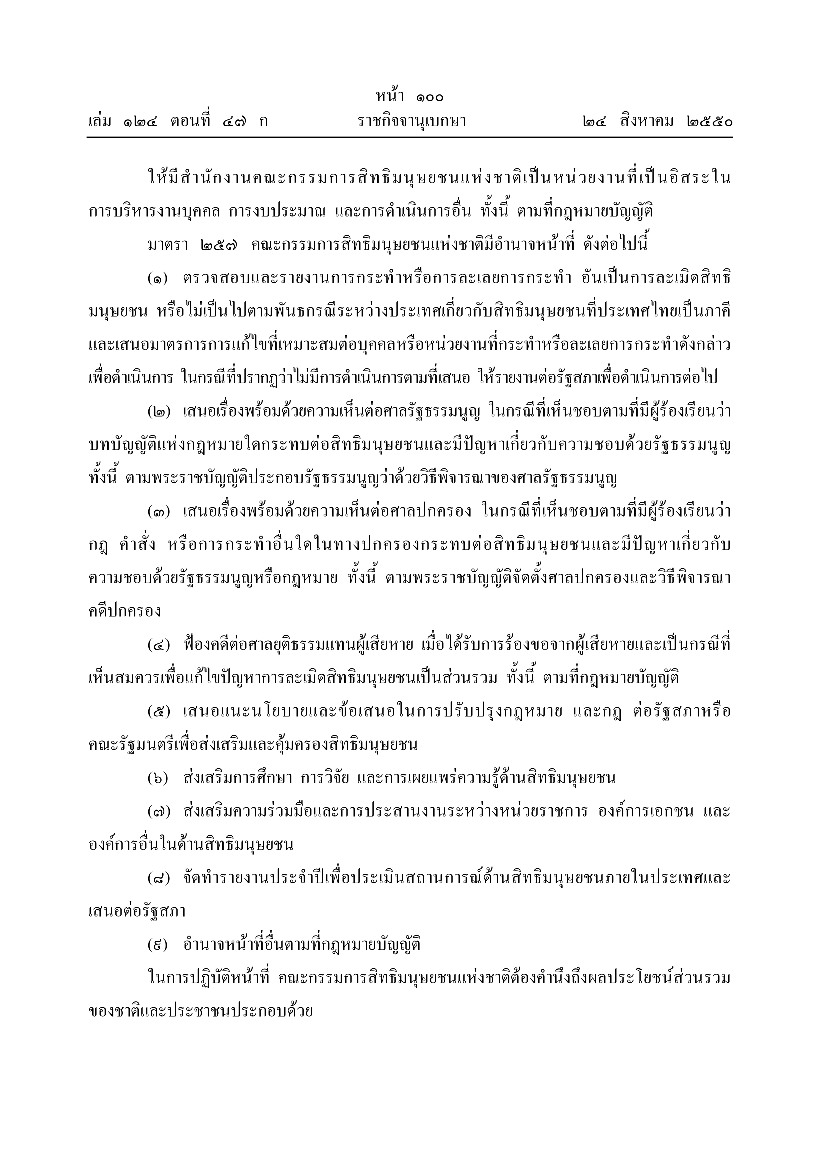 หน้า ๑๐๐
เล่ม ๑๒๔ ตอนที่ ๔๗ ก ราชกิจจานุเบกษา ๒๔ สิงหาคม ๒๕๕๐
ให้มีสำนักงานคณะกรรมการสิทธิมนุษยชนแห่งชาติเป็นหน่วยงานที่เป็นอิสระใน
การบริหารงานบุคคล การงบประมาณ และการดำเนินการอื่น ทั้งนี้ ตามที่กฎหมายบัญญัติ
มาตรา ๒๕๗ คณะกรรมการสิทธิมนุษยชนแห่งชาติมีอำนาจหน้าที่ ดังต่อไปนี้
(๑) ตรวจสอบและรายงานการกระทำหรือการละเลยการกระทำ อันเป็นการละเมิดสิทธิ
มนุษยชน หรือไม่เป็นไปตามพันธกรณีระหว่างประเทศเกี่ยวกับสิทธิมนุษยชนที่ประเทศไทยเป็นภาคี
และเสนอมาตรการการแก้ไขที่เหมาะสมต่อบุคคลหรือหน่วยงานที่กระทำหรือละเลยการกระทำดังกล่าว
เพื่อดำเนินการ ในกรณีที่ปรากฏว่าไม่มีการดำเนินการตามที่เสนอ ให้รายงานต่อรัฐสภาเพื่อดำเนินการต่อไป
(๒) เสนอเรื่องพร้อมด้วยความเห็นต่อศาลรัฐธรรมนูญ ในกรณีที่เห็นชอบตามที่มีผู้ร้องเรียนว่า
บทบัญญัติแห่งกฎหมายใดกระทบต่อสิทธิมนุษยชนและมีปัญหาเกี่ยวกับความชอบด้วยรัฐธรรมนูญ
ทั้งนี้ ตามพระราชบัญญัติประกอบรัฐธรรมนูญว่าด้วยวิธีพิจารณาของศาลรัฐธรรมนูญ
(๓) เสนอเรื่องพร้อมด้วยความเห็นต่อศาลปกครอง ในกรณีที่เห็นชอบตามที่มีผู้ร้องเรียนว่า
กฎ คำสั่ง หรือการกระทำอื่นใดในทางปกครองกระทบต่อสิทธิมนุษยชนและมีปัญหาเกี่ยวกับ
ความชอบด้วยรัฐธรรมนูญหรือกฎหมาย ทั้งนี้ ตามพระราชบัญญัติจัดตั้งศาลปกครองและวิธีพิจารณา
คดีปกครอง
(๔) ฟ้องคดีต่อศาลยุติธรรมแทนผู้เสียหาย เมื่อได้รับการร้องขอจากผู้เสียหายและเป็นกรณีที่
เห็นสมควรเพื่อแก้ไขปัญหาการละเมิดสิทธิมนุษยชนเป็นส่วนรวม ทั้งนี้ ตามที่กฎหมายบัญญัติ
(๕) เสนอแนะนโยบายและข้อเสนอในการปรับปรุงกฎหมาย และกฎ ต่อรัฐสภาหรือ
คณะรัฐมนตรีเพื่อส่งเสริมและคุ้มครองสิทธิมนุษยชน
(๖) ส่งเสริมการศึกษา การวิจัย และการเผยแพร่ความรู้ด้านสิทธิมนุษยชน
(๗) ส่งเสริมความร่วมมือและการประสานงานระหว่างหน่วยราชการ องค์การเอกชน และ
องค์การอื่นในด้านสิทธิมนุษยชน
(๘) จัดทำรายงานประจำปีเพื่อประเมินสถานการณ์ด้านสิทธิมนุษยชนภายในประเทศและ
เสนอต่อรัฐสภา
(๙) อำนาจหน้าที่อื่นตามที่กฎหมายบัญญัติ
ในการปฏิบัติหน้าที่ คณะกรรมการสิทธิมนุษยชนแห่งชาติต้องคำนึงถึงผลประโยชน์ส่วนรวม
ของชาติและประชาชนประกอบด้วย